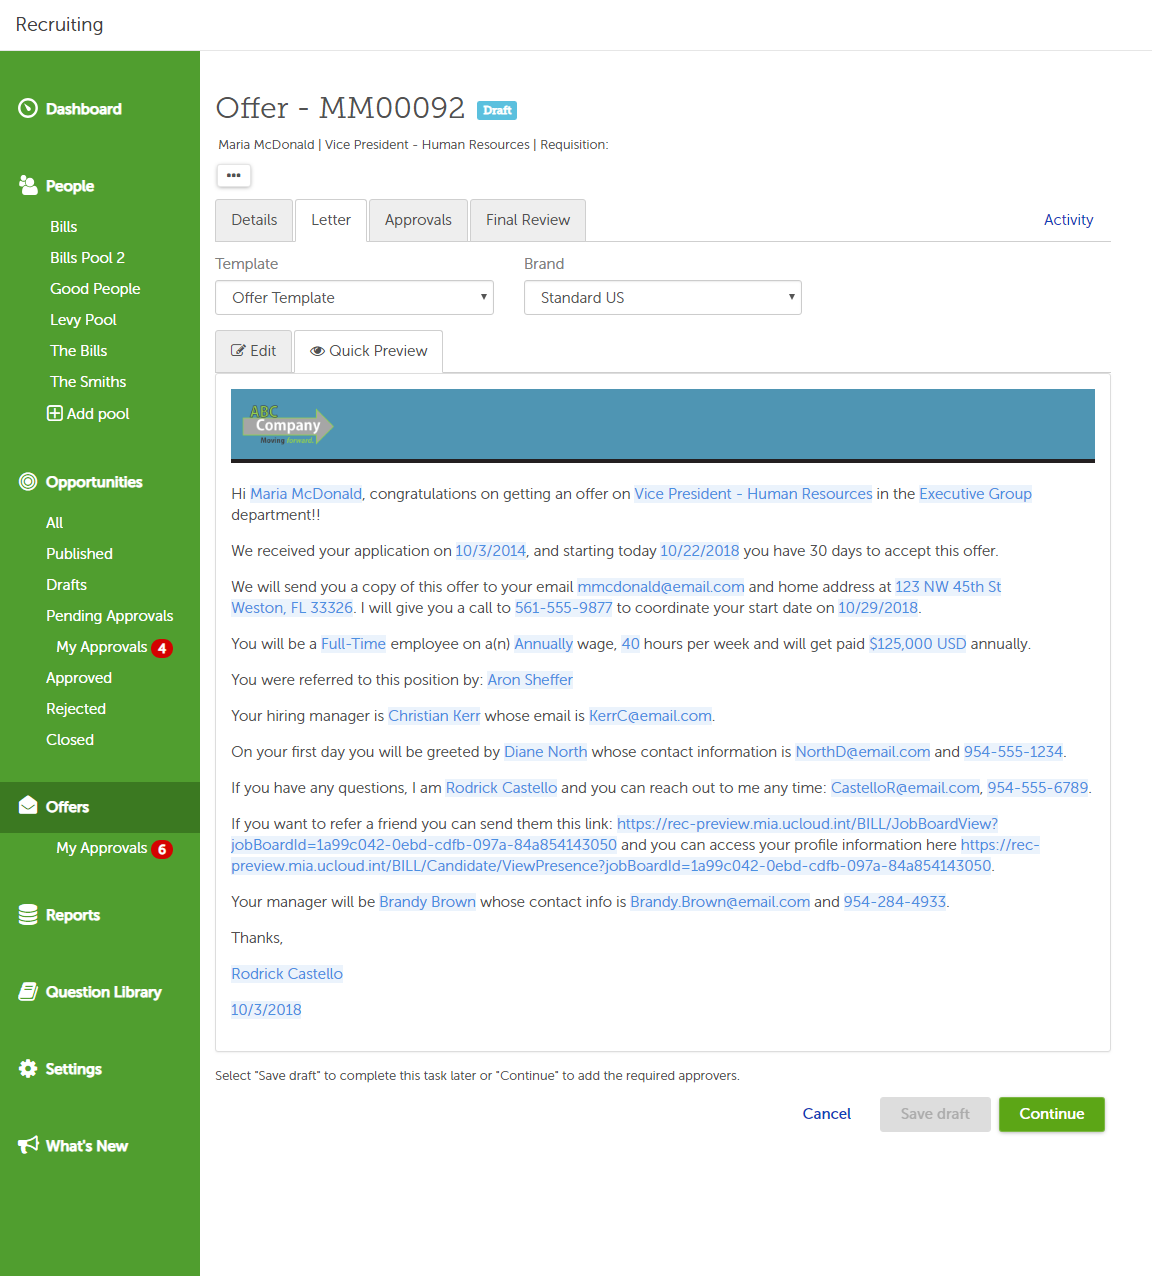 Recruiting
Dashboard
People
Bills
Bills Pool 2
Good People
Levy Pool
The Bills
The Smiths
Add pool
Opportunities
All
Published
Drafts
Pending Approvals
My Approvals 4
Approved
Rejected
Closed
Offers
My Approvals 6
Reports
Question Library
Settings
What's New
Offer - MM00092 Draft
Maria McDonald | Vice President - Human Resources | Requisition:
•••
Details Letter Approvals Final Review Activity
Template Brand
Offer Template Standard US
Edit Quick Preview
ABC
Company
Moving forward.
Hi Maria McDonald, congratulations on getting an offer on Vice President - Human Resources in the Executive Group
department!!
We received your application on 10/3/2014, and starting today 10/22/2018 you have 30 days to accept this offer.
We will send you a copy of this offer to your email mmcdonald@email.com and home address at 123 NW 45th St
Weston, FL 33326. I will give you a call to 561-555-9877 to coordinate your start date on 10/29/2018.
You will be a Full-Time employee on a(n) Annually wage, 40 hours per week and will get paid $125,000 USD annually.
You were referred to this position by: Aron Sheffer
Your hiring manager is Christian Kerr whose email is KerrC@email.com.
On your first day you will be greeted by Diane North whose contact information is NorthD@email.com and 954-555-1234.
If you have any questions, I am Rodrick Castello and you can reach out to me any time: CastelloR@email.com, 954-555-6789.
If you want to refer a friend you can send them this link: https://rec-preview.mia.ucloud.int/BILL/JobBoardView?
jobBoardId=1a99c042-0ebd-cdfb-097a-84a854143050 and you can access your profile information here https://rec-
preview.mia.ucloud.int/BILL/Candidate/ViewPresence?jobBoardId=1a99c042-0ebd-cdfb-097a-84a854143050.
Your manager will be Brandy Brown whose contact info is Brandy.Brown@email.com and 954-284-4933.
Thanks,
Rodrick Castello
10/3/2018
Select "Save draft" to complete this task later or "Continue" to add the required approvers.
Cancel Save draft Continue